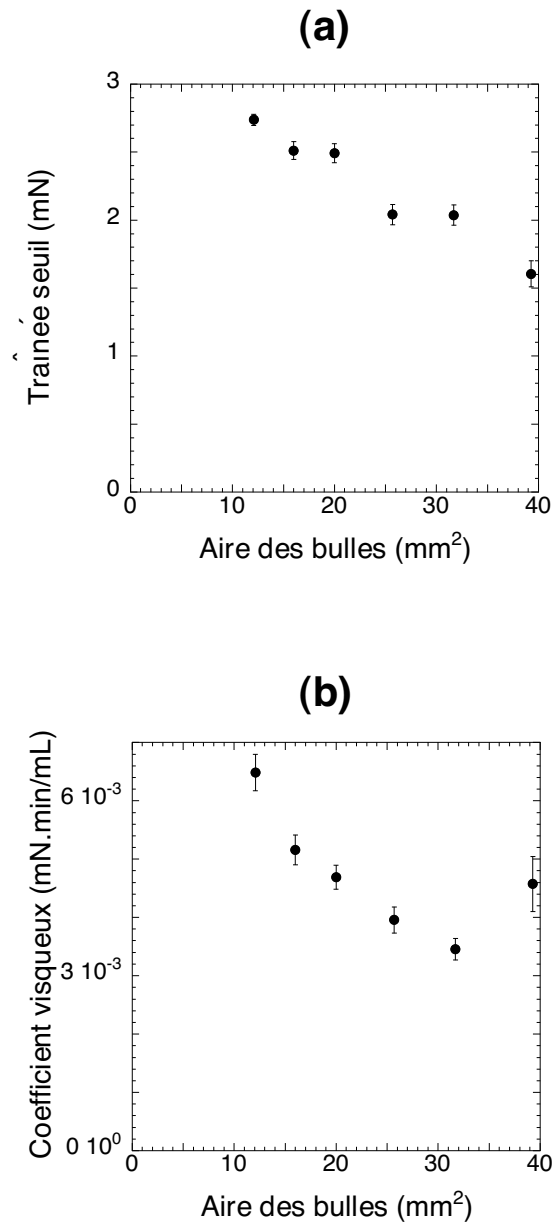 (a)
3
2
1
0
Traînée seuil (mN)
0 10 20 30 40
Aire des bulles (mm²)
(b)
6 10⁻³
3 10⁻³
0 10⁰
Coefficient visqueux (mN.min/mL)
0 10 20 30 40
Aire des bulles (mm²)